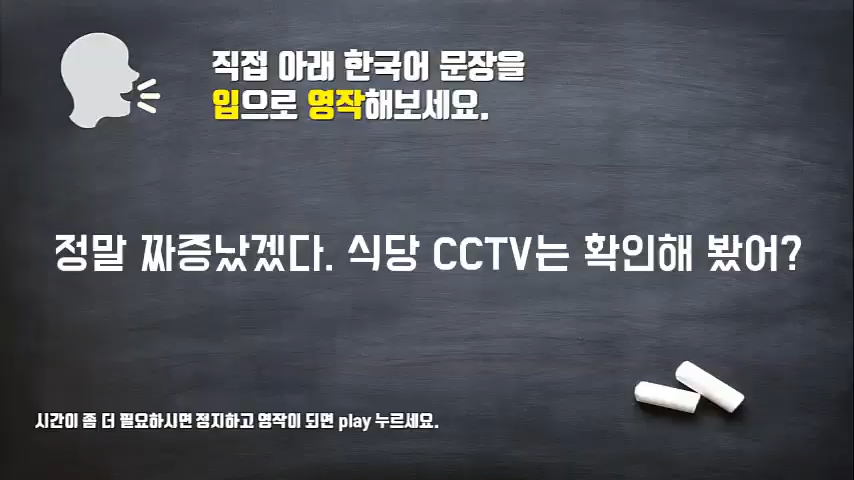 직접 아래 한국어 문장을
입으로 영작해보세요.
정말 짜증났겠다. 식당 CCTV는 확인해 봤어?
시간이 좀 더 필요하시면 정지하고 영작이 되면 play 누르세요.